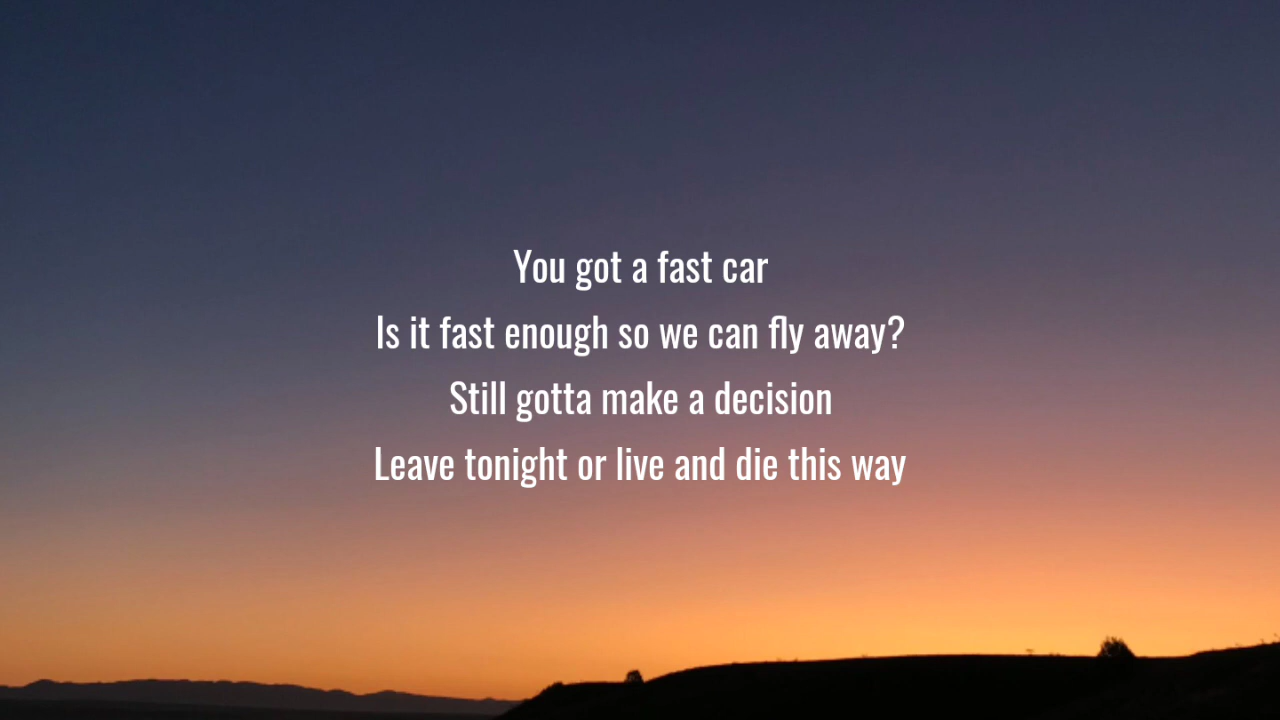 You got a fast car
Is it fast enough so we can fly away?
Still gotta make a decision
Leave tonight or live and die this way